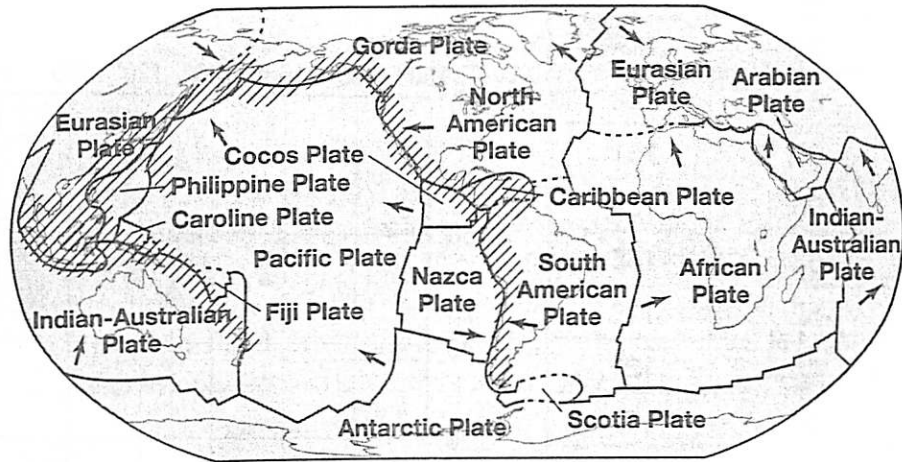 Gorda Plate
Eurasian
Plate
Arabian
Plate
North
American
Plate
Eurasian
Plate
Cocos Plate
Philippine Plate
Caribbean Plate
Caroline Plate
Indian-
Australian
Plate
Pacific Plate
Nazca
Plate
South
American
Plate
African
Plate
Fiji Plate
Indian-Australian
Plate
Antarctic Plate
Scotia Plate